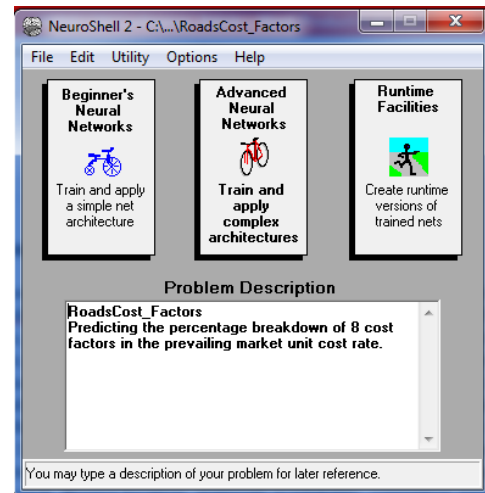 NeuroShell 2 - C:\...\RoadsCost_Factors
File Edit Utility Options Help
Beginner's
Neural
Networks
Train and apply
a simple net
architecture
Advanced
Neural
Networks
Train and
apply
complex
architectures
Runtime
Facilities
Create runtime
versions of
trained nets
Problem Description
RoadsCost_Factors
Predicting the percentage breakdown of 8 cost
factors in the prevailing market unit cost rate.
You may type a description of your problem for later reference.